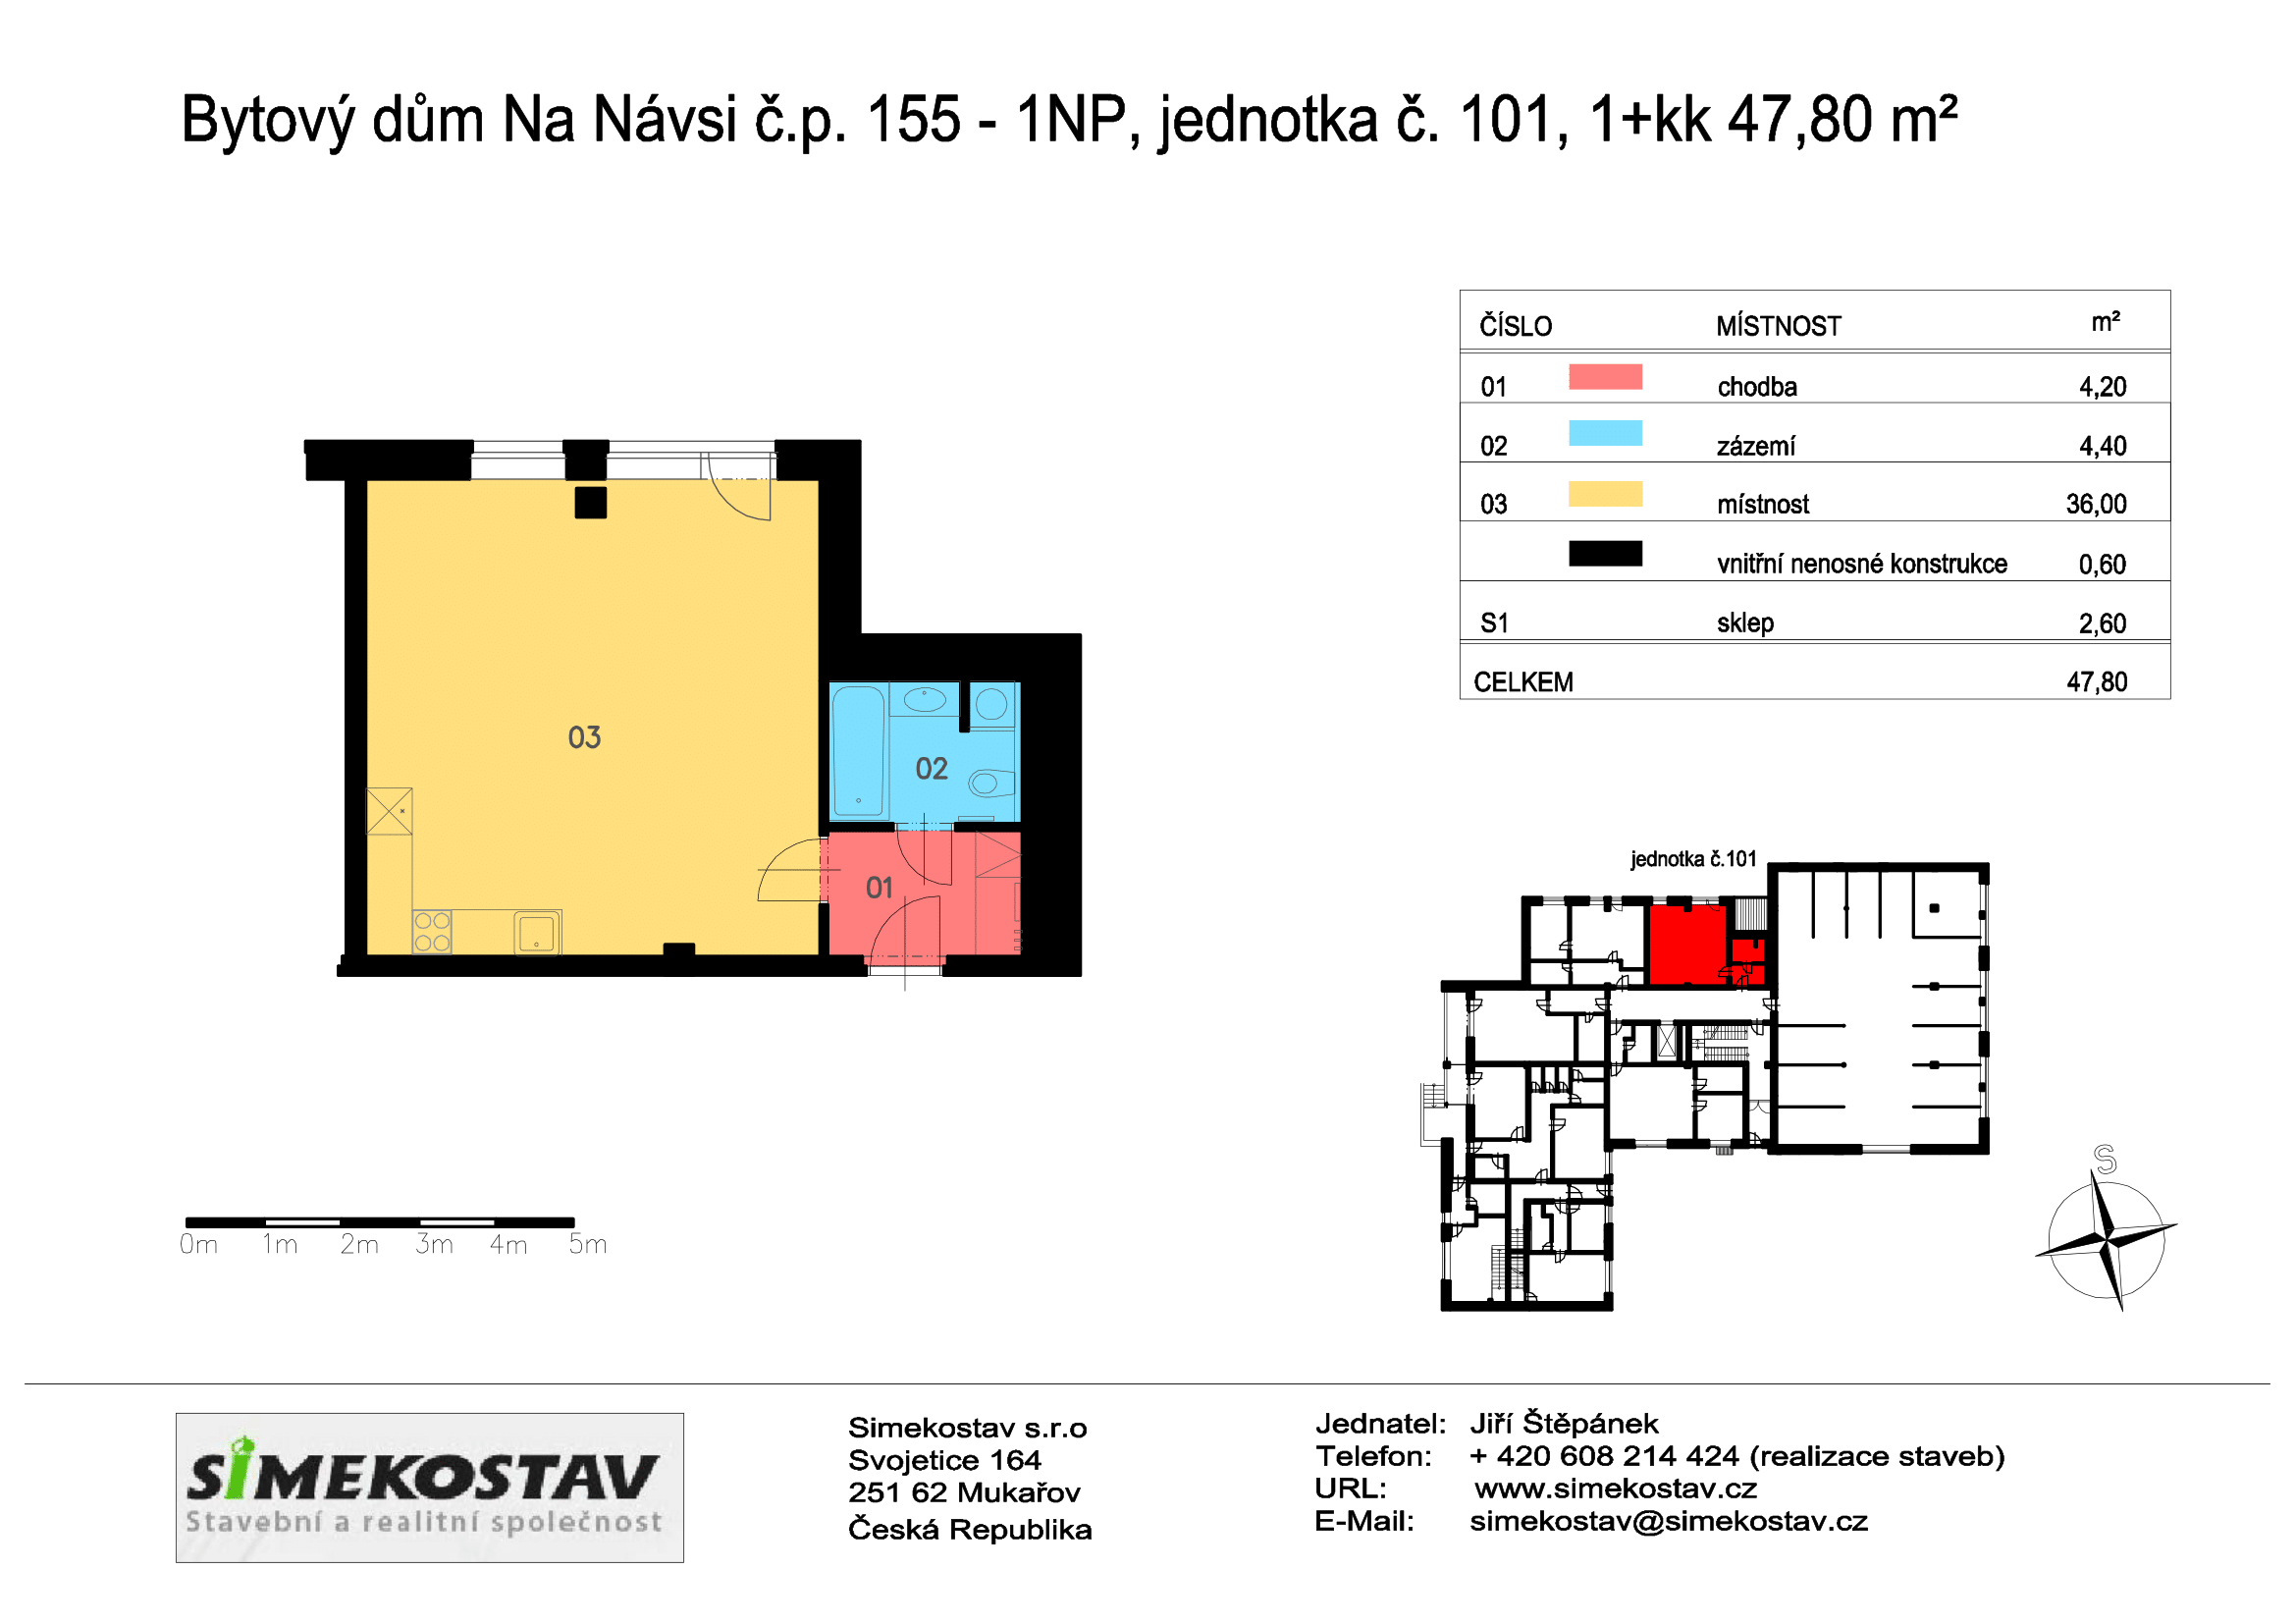 Bytový dům Na Návsi č.p. 155 - 1NP, jednotka č. 101, 1+kk 47,80 m²
ČÍSLO MÍSTNOST m²
01 chodba 4,20
02 zázemí 4,40
03 místnost 36,00
vnitřní nenosné konstrukce 0,60
S1 sklep 2,60
CELKEM 47,80
03
02
01
jednotka č.101
S
0m 1m 2m 3m 4m 5m
SIMEKOSTAV
Stavební a realitní společnost
Simekostav s.r.o
Svojetice 164
251 62 Mukařov
Česká Republika
Jednatel: Jiří Štěpánek
Telefon: + 420 608 214 424 (realizace staveb)
URL: www.simekostav.cz
E-Mail: simekostav@simekostav.cz